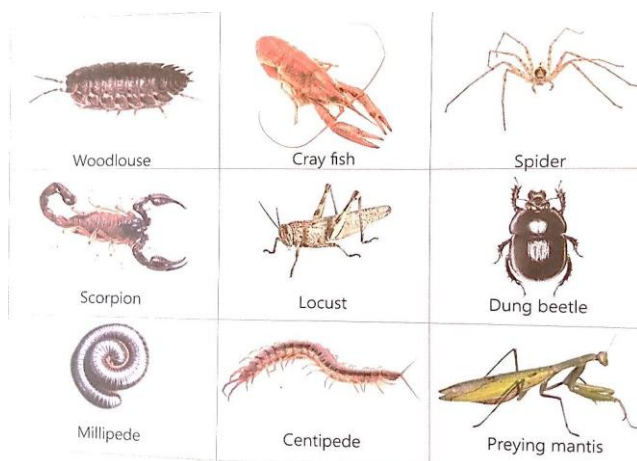 Woodlouse
Cray fish
Spider
Scorpion
Locust
Dung beetle
Millipede
Centipede
Preying mantis